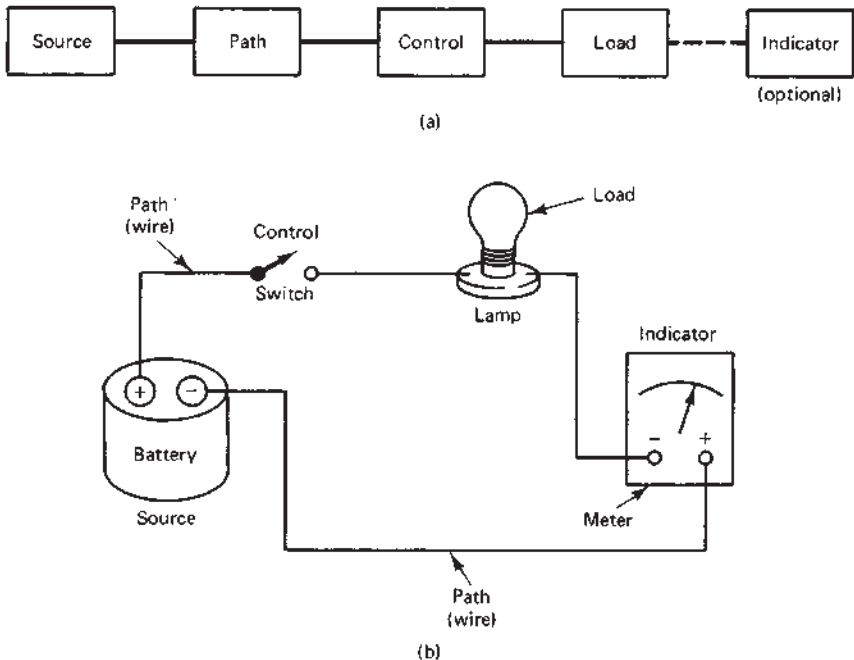 Source Path Control Load Indicator
(optional)
(a)
Path
(wire)
Control
Switch
Load
Lamp
Indicator
+ −
Battery
Source
− +
Meter
Path
(wire)
(b)